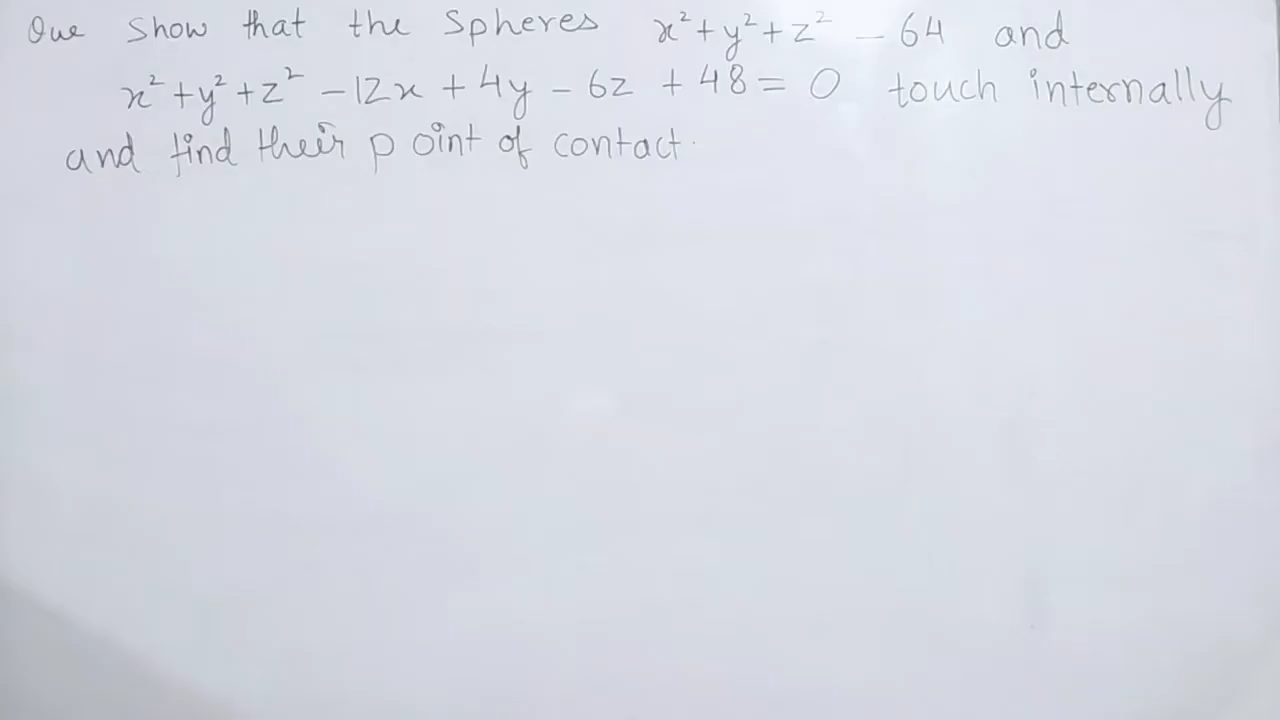 Que Show that the Spheres x² + y² + z² - 64 and
x² + y² + z² - 12x + 4y - 6z + 48 = 0 touch internally
and find their point of contact.